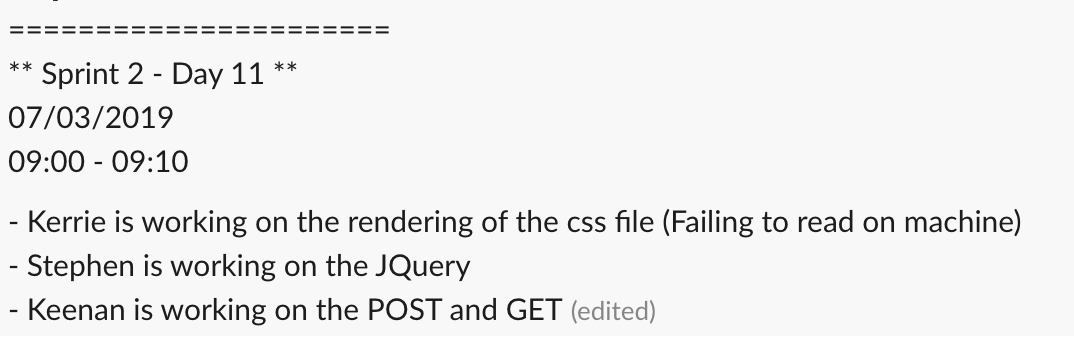 ======================
** Sprint 2 - Day 11 **
07/03/2019
09:00 - 09:10
- Kerrie is working on the rendering of the css file (Failing to read on machine)
- Stephen is working on the JQuery
- Keenan is working on the POST and GET (edited)